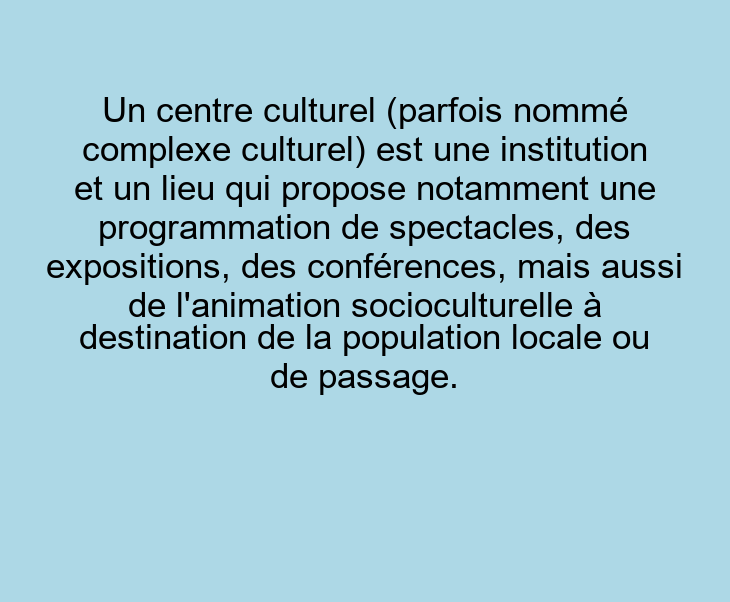 Un centre culturel (parfois nommé
complexe culturel) est une institution
et un lieu qui propose notamment une
programmation de spectacles, des
expositions, des conférences, mais aussi
de l'animation socioculturelle à
destination de la population locale ou
de passage.